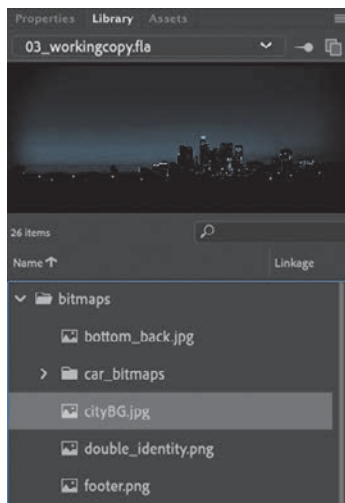 Properties Library Assets
03_workingcopy.fla
26 items
Name Linkage
bitmaps
bottom_back.jpg
car_bitmaps
cityBG.jpg
double_identity.png
footer.png